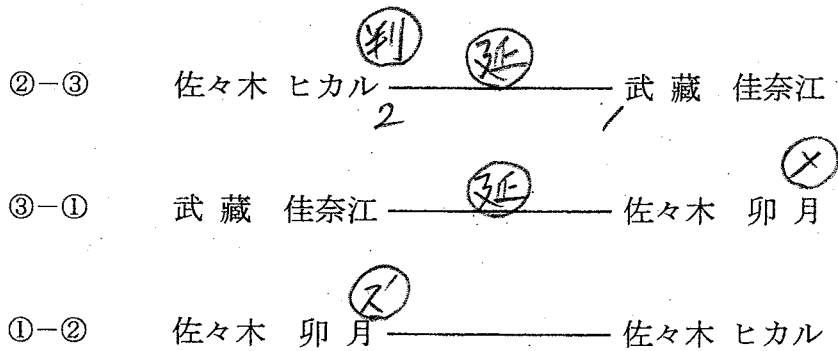 判 延
②-③ 佐々木 ヒカル 武藏 佳奈江
2 1
延 メ
③-① 武藏 佳奈江 佐々木 卯月
ズ
①-② 佐々木 卯月 佐々木 ヒカル